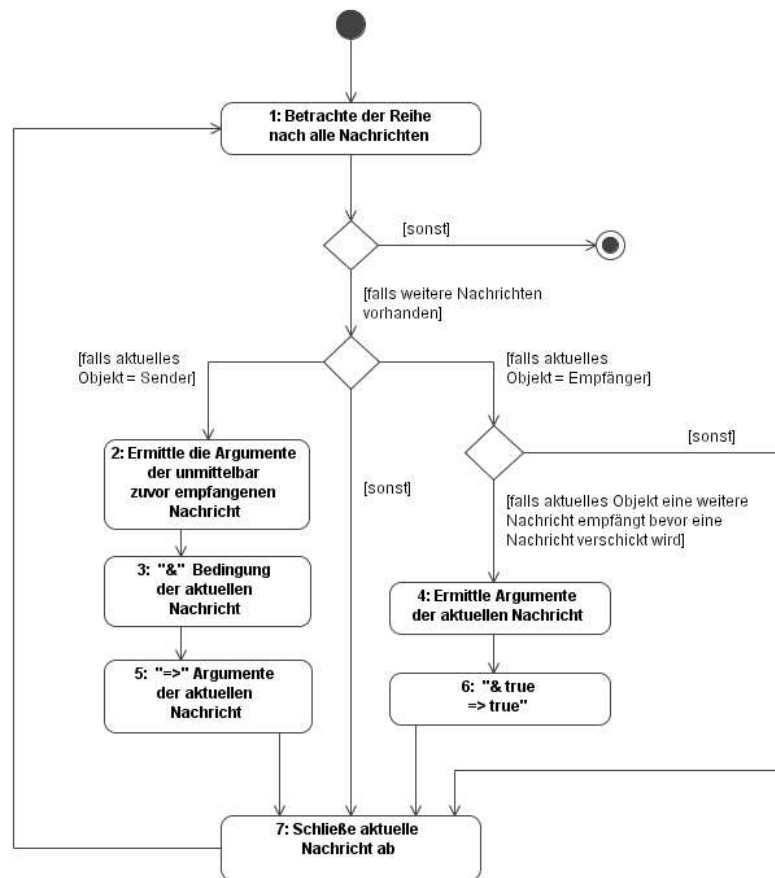 1: Betrachte der Reihe
nach alle Nachrichten
[sonst]
[falls weitere Nachrichten
vorhanden]
[falls aktuelles
Objekt = Sender]
[falls aktuelles
Objekt = Empfänger]
2: Ermittle die Argumente
der unmittelbar
zuvor empfangenen
Nachricht
[sonst]
[sonst]
[falls aktuelles Objekt eine weitere
Nachricht empfängt bevor eine
Nachricht verschickt wird]
3: "&" Bedingung
der aktuellen
Nachricht
4: Ermittle Argumente
der aktuellen Nachricht
5: "=>" Argumente
der aktuellen
Nachricht
6: "& true
=> true"
7: Schließe aktuelle
Nachricht ab